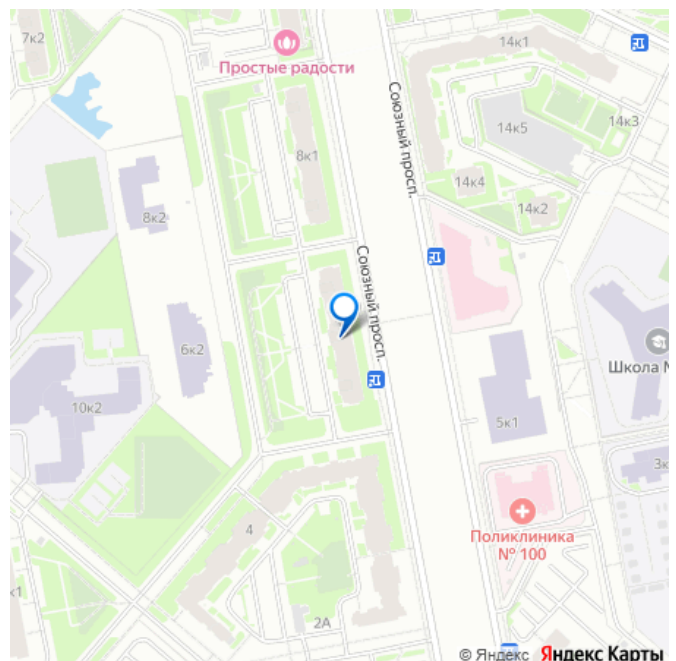 7к2
Простые радости
14к1
Союзный просп.
14к5
14к3
8к1
14к4
14к2
8к2
Союзный просп.
6к2
Школа №
10к2
5к1
3к
4
Поликлиника
№ 100
к1
2А
© Яндекс Яндекс Карты